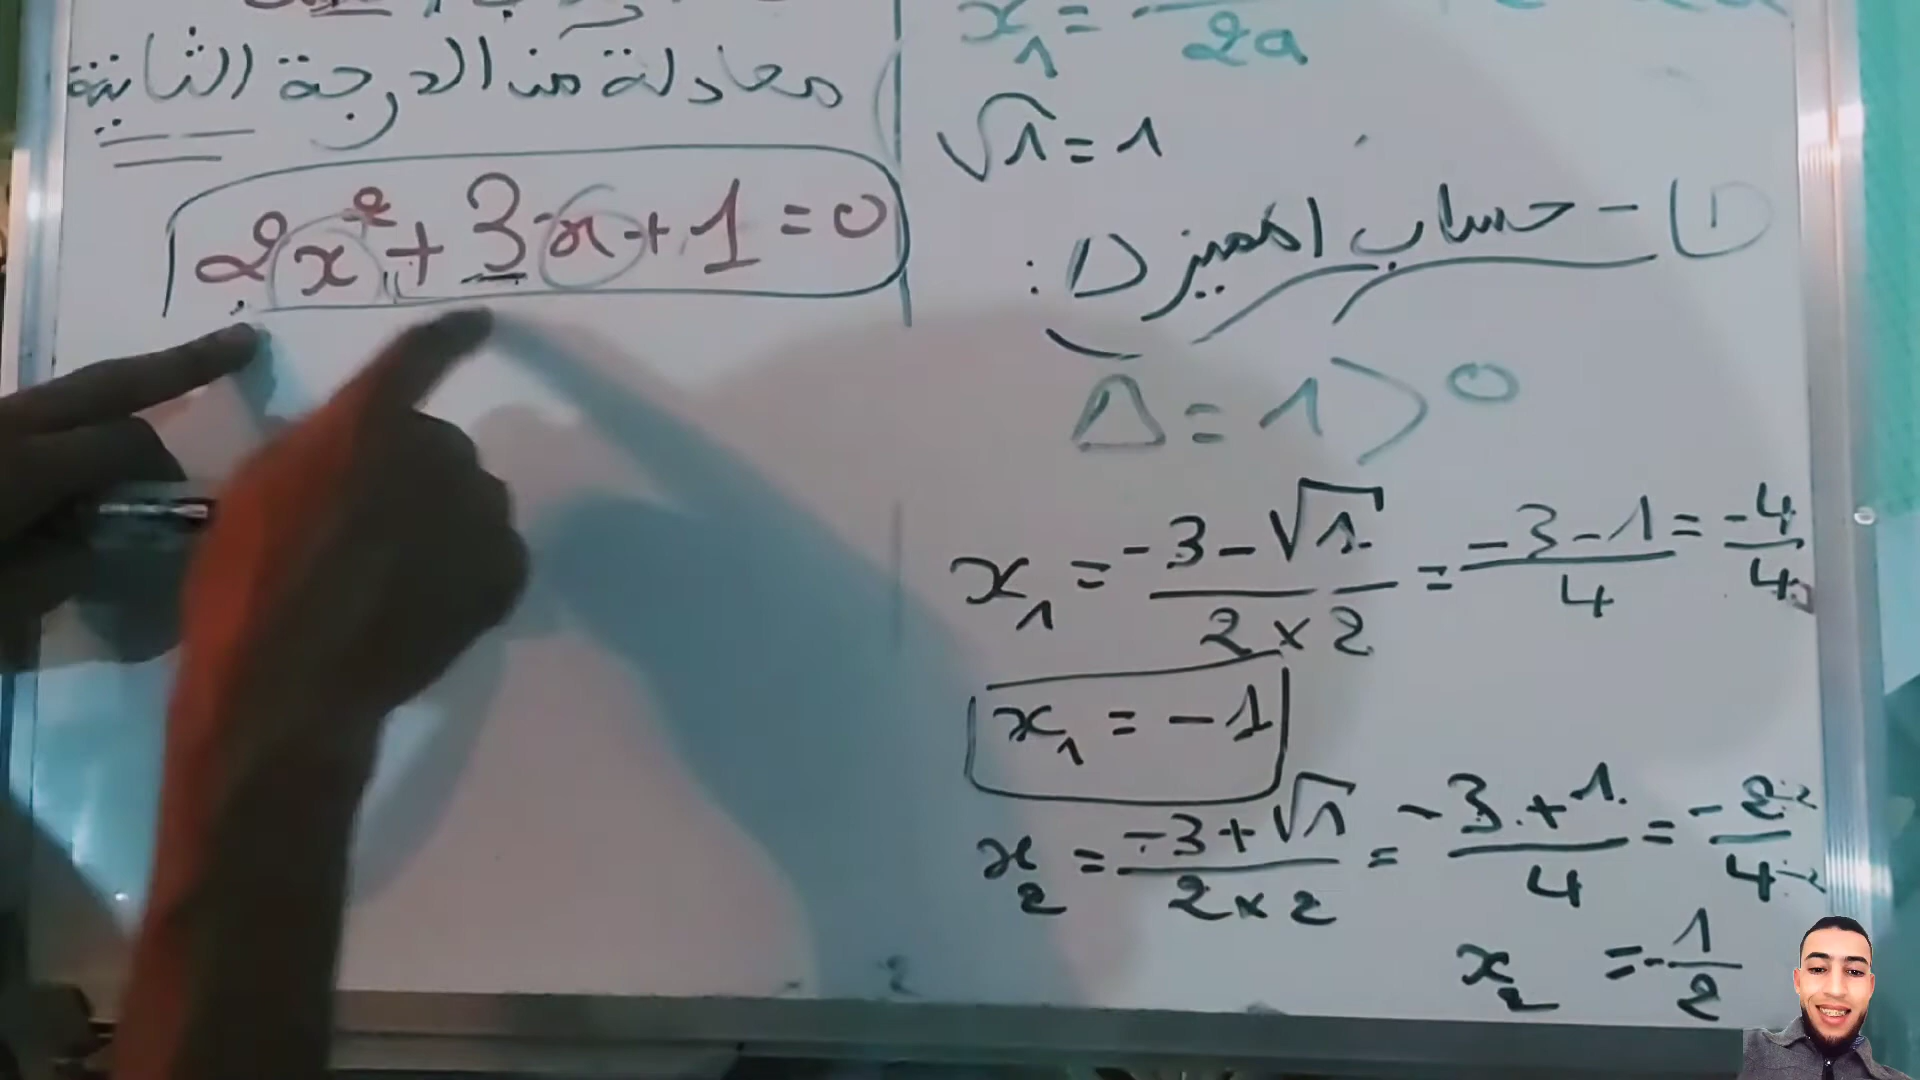 معادلة من الدرجة الثانية
2x² + 3x + 1 = 0
x₁ =
2a
√1 = 1
1) - حساب المميز Δ :
Δ = 1 > 0
x₁ = (-3 - √1)/(2 × 2) = (-3 - 1)/4 = -4/4
x₁ = -1
x₂ = (-3 + √1)/(2 × 2) = (-3 + 1)/4 = -2/4
x₂ = -1/2